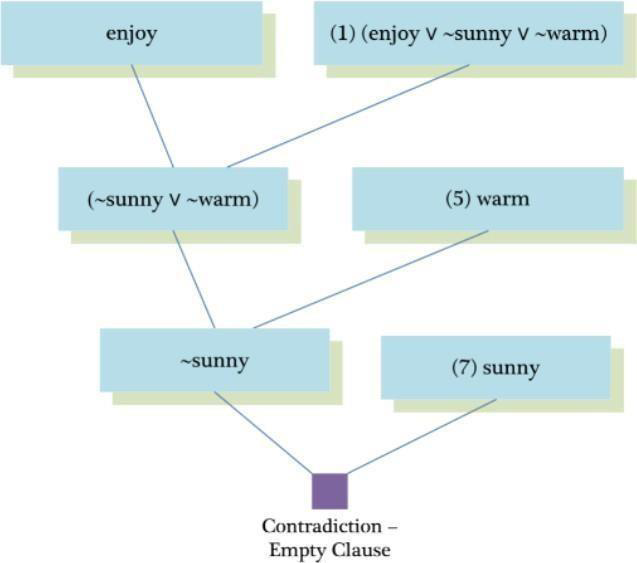 enjoy
(1) (enjoy ∨ ~sunny ∨ ~warm)
(~sunny ∨ ~warm)
(5) warm
~sunny
(7) sunny
Contradiction –
Empty Clause